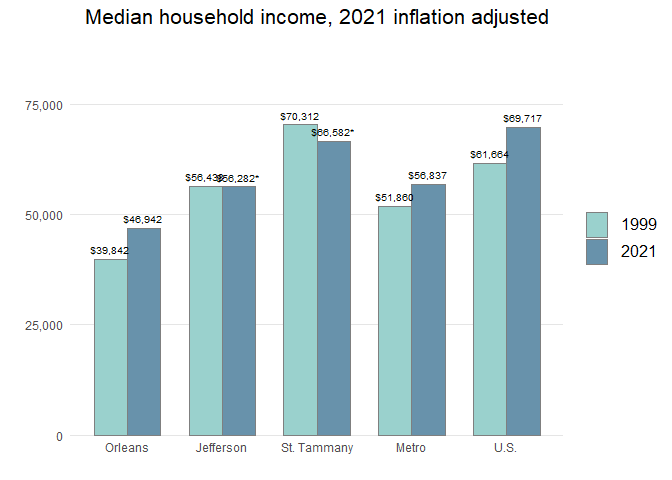 Median household income, 2021 inflation adjusted
75,000
50,000
25,000
0
$39,842
$46,942
$56,282*
$70,312
$66,582*
$51,860
$56,837
$61,664
$69,717
Orleans
Jefferson
St. Tammany
Metro
U.S.
1999
2021